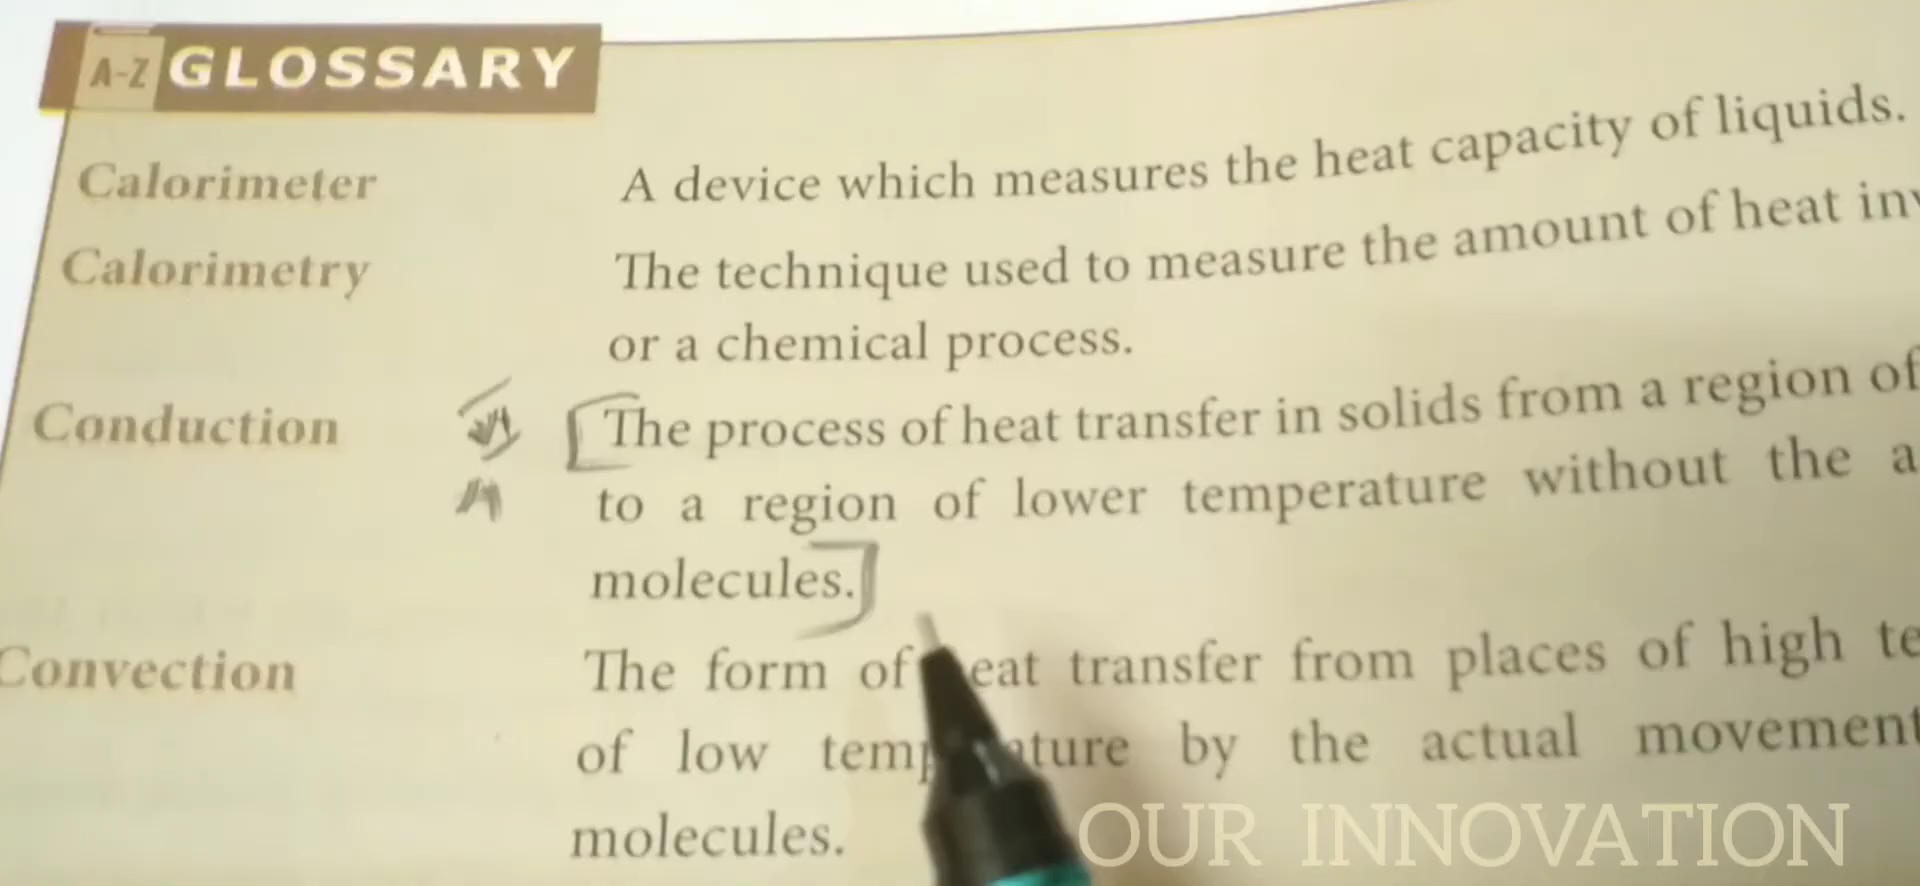 A-Z GLOSSARY
Calorimeter A device which measures the heat capacity of liquids.
Calorimetry The technique used to measure the amount of heat
or a chemical process.
Conduction The process of heat transfer in solids from a region of
to a region of lower temperature without the
molecules.
Convection The form of heat transfer from places of high
of low temperature by the actual movement
molecules.
OUR INNOVATION